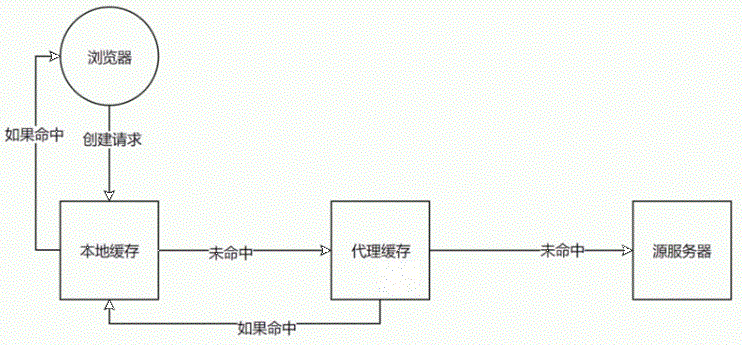 浏览器
如果命中
创建请求
本地缓存
未命中
代理缓存
未命中
源服务器
如果命中